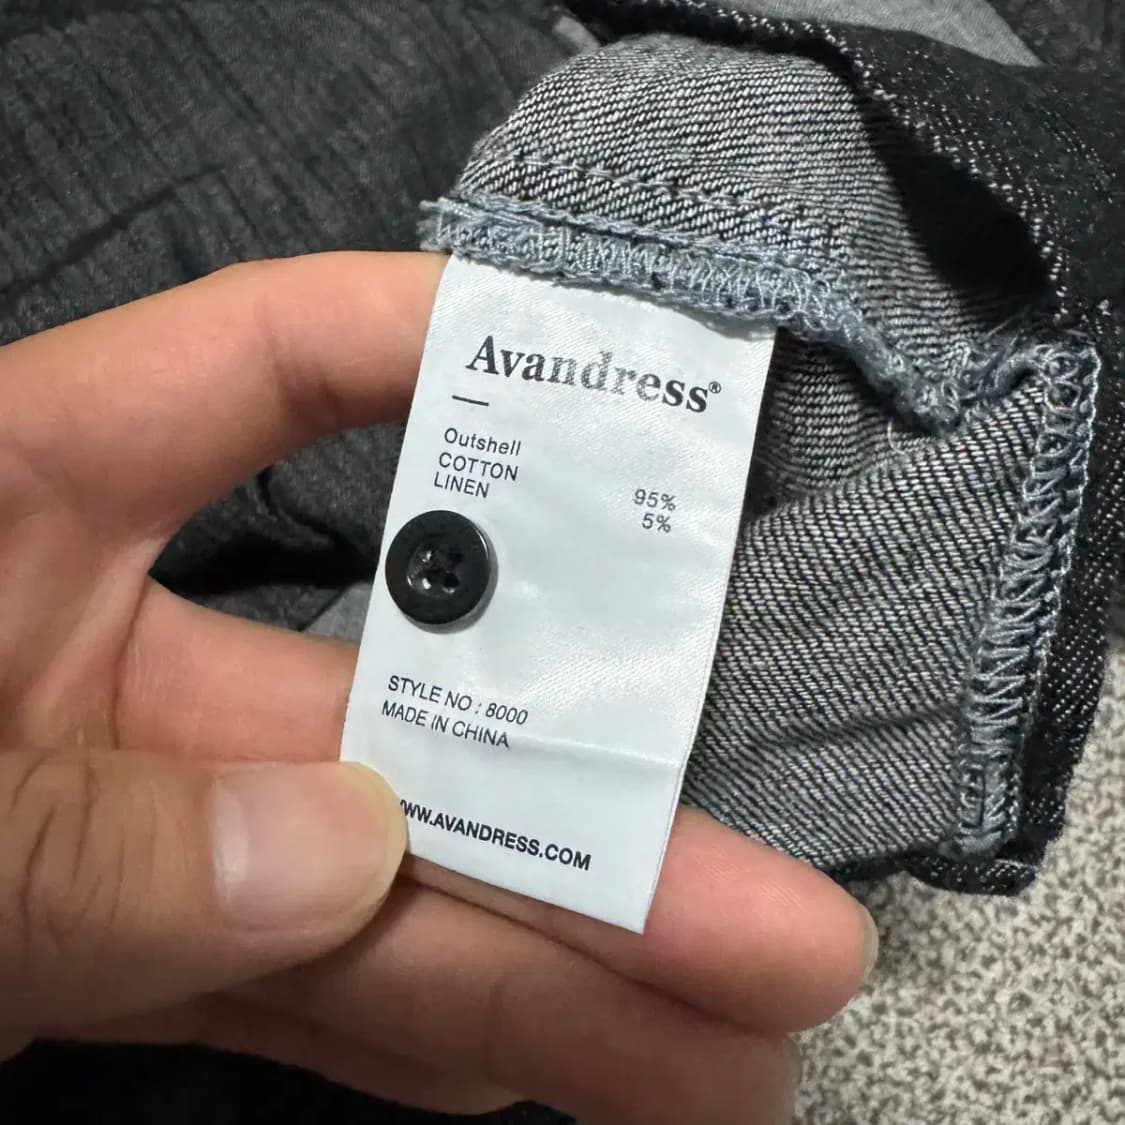 Avandress®
Outshell
COTTON 95%
LINEN 5%
STYLE NO : 8000
MADE IN CHINA
WWW.AVANDRESS.COM